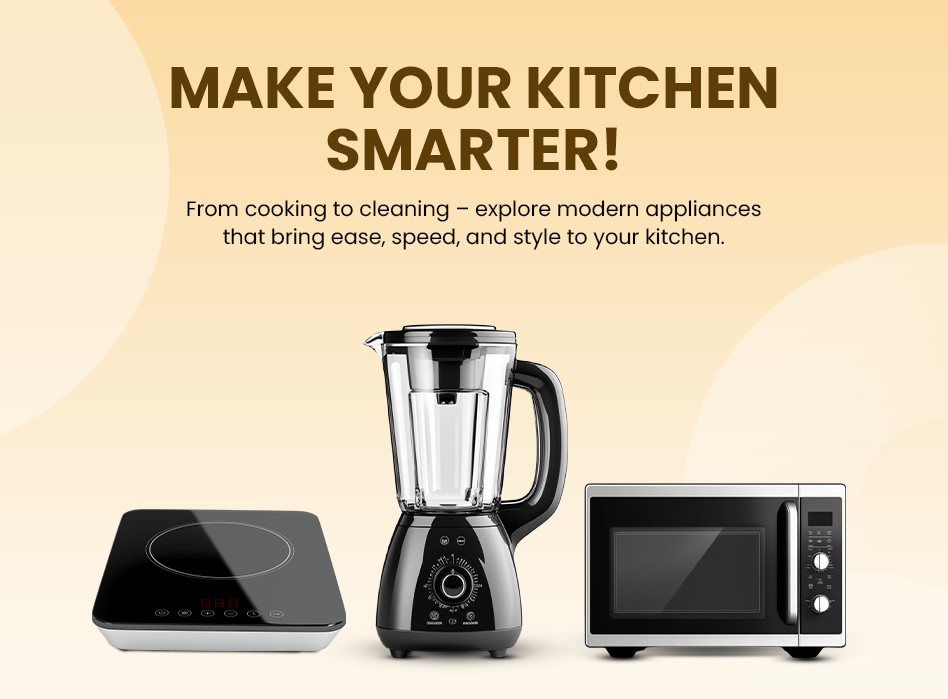 MAKE YOUR KITCHEN
SMARTER!
From cooking to cleaning – explore modern appliances
that bring ease, speed, and style to your kitchen.